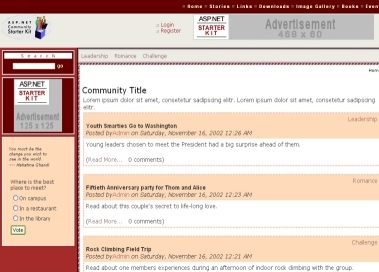 Home Stories Links Downloads Image Gallery Books Even
ASP.NET
Community
Starter Kit
Login
Register
ASP.NET
STARTER
KIT
Advertisement
468 x 60
Search
go
Leadership Romance Challenge
Hom
ASP.NET
STARTER
KIT
Advertisement
125 x 125
Community Title
Lorem ipsum dolor sit amet, consetetur sadipscing elitr. Lorem ipsum dolor sit amet, consetetur sadipscing
elitr.
Leadership
Youth Smarties Go to Washington
Posted by Admin on Saturday, November 16, 2002 12:26 AM
Young leaders chosen to meet the President had a big surprise ahead of them.
(Read More... 0 comments)
You must be the
change you wish to
see in the world.
--- Mahatma Ghandi
Where is the best
place to meet?
On campus
In a restaurant
In the library
Vote
Romance
Fiftieth Anniversary party for Thom and Alice
Posted by Admin on Saturday, November 16, 2002 12:23 AM
Read about this couple's secret to life-long love.
(Read More... 0 comments)
Challenge
Rock Climbing Field Trip
Posted by Admin on Saturday, November 16, 2002 12:21 AM
Read about one members experiences during an afternoon of indoor rock climbing with the group.